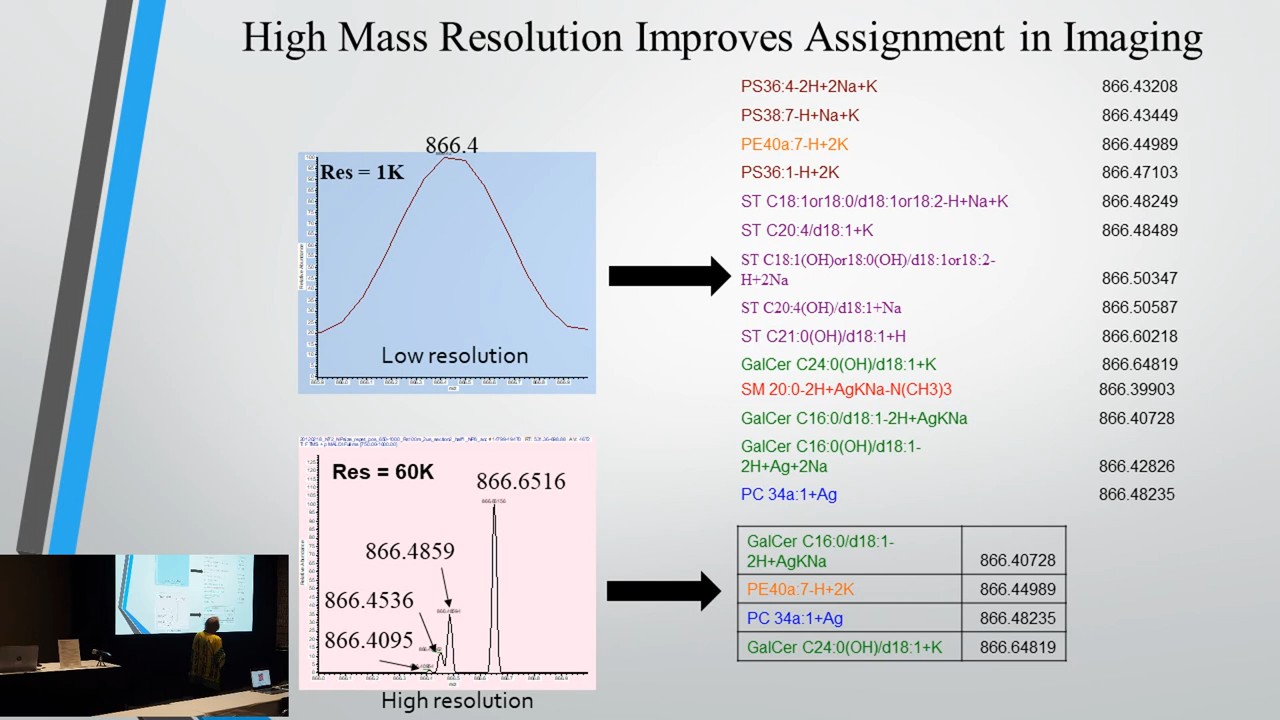 High Mass Resolution Improves Assignment in Imaging
866.4
Res = 1K
Low resolution
PS36:4-2H+2Na+K 866.43208
PS38:7-H+Na+K 866.43449
PE40a:7-H+2K 866.44989
PS36:1-H+2K 866.47103
ST C18:1or18:0/d18:1or18:2-H+Na+K 866.48249
ST C20:4/d18:1+K 866.48489
ST C18:1(OH)or18:0(OH)/d18:1or18:2-
H+2Na 866.50347
ST C20:4(OH)/d18:1+Na 866.50587
ST C21:0(OH)/d18:1+H 866.60218
GalCer C24:0(OH)/d18:1+K 866.64819
SM 20:0-2H+AgKNa-N(CH3)3 866.39903
GalCer C16:0/d18:1-2H+AgKNa 866.40728
GalCer C16:0(OH)/d18:1-
2H+Ag+2Na 866.42826
PC 34a:1+Ag 866.48235
Res = 60K
866.6516
866.4859
866.4536
866.4095
High resolution
GalCer C16:0/d18:1-
2H+AgKNa 866.40728
PE40a:7-H+2K 866.44989
PC 34a:1+Ag 866.48235
GalCer C24:0(OH)/d18:1+K 866.64819